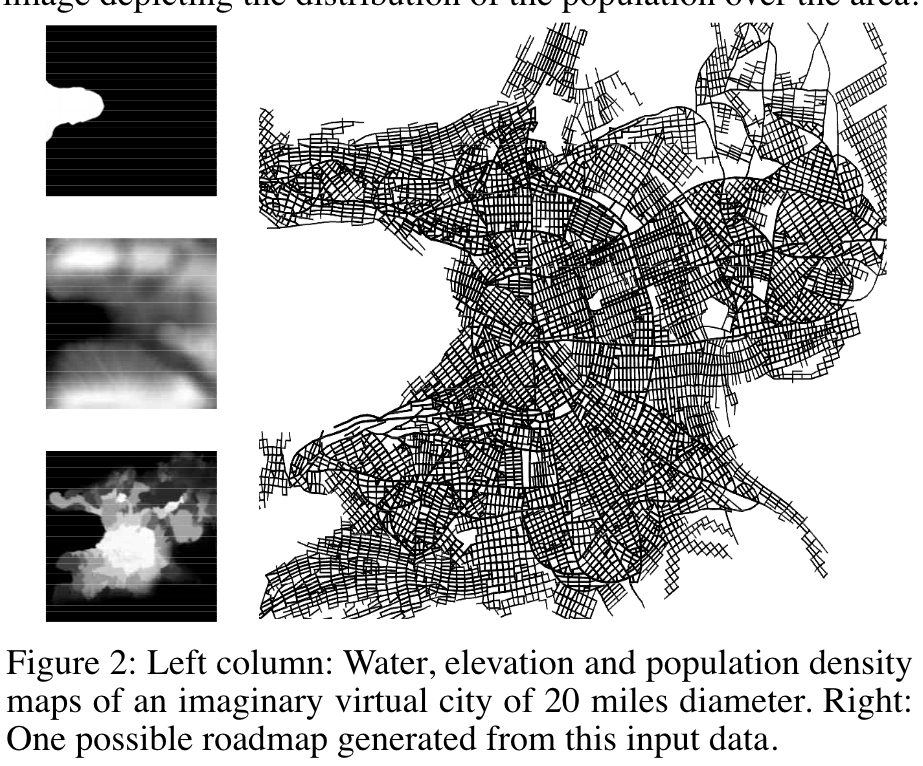 image depicting the distribution of the population over the area.
Figure 2: Left column: Water, elevation and population density
maps of an imaginary virtual city of 20 miles diameter. Right:
One possible roadmap generated from this input data.